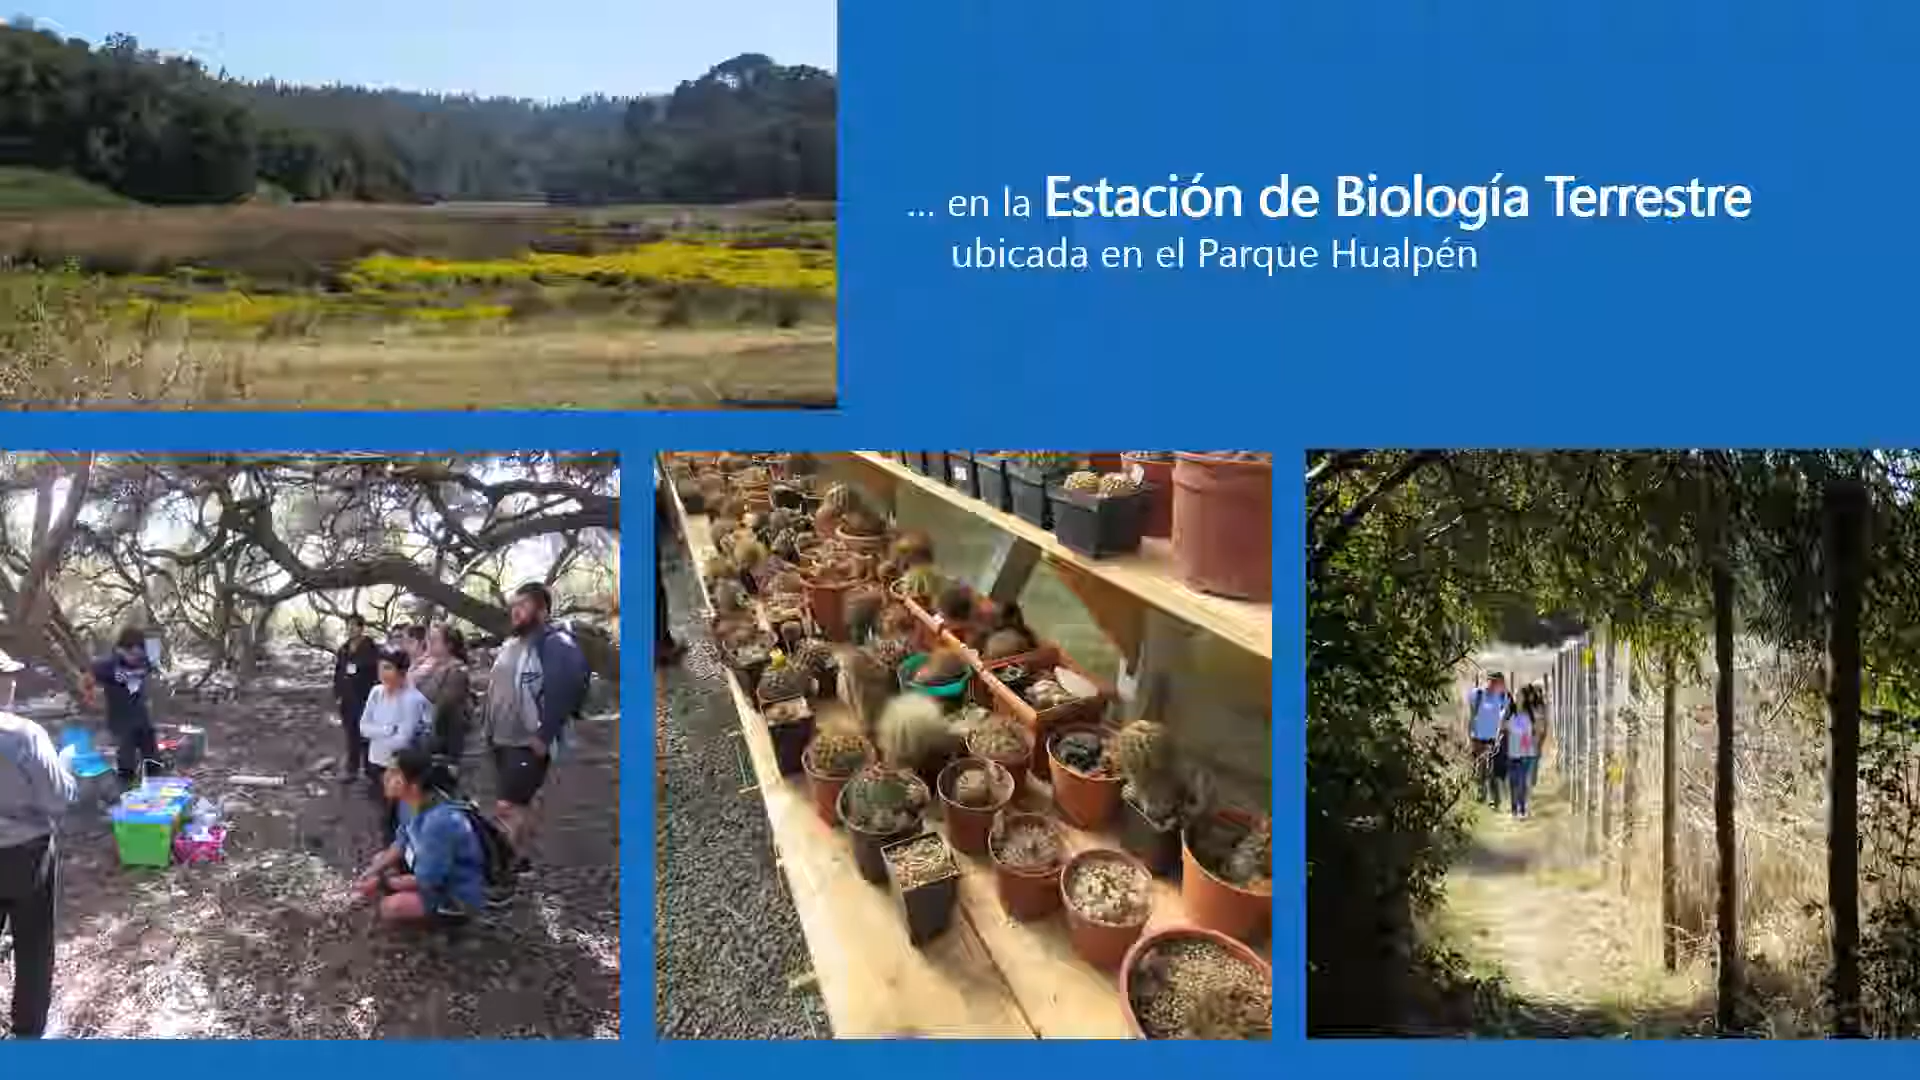 ... en la Estación de Biología Terrestre
ubicada en el Parque Hualpén